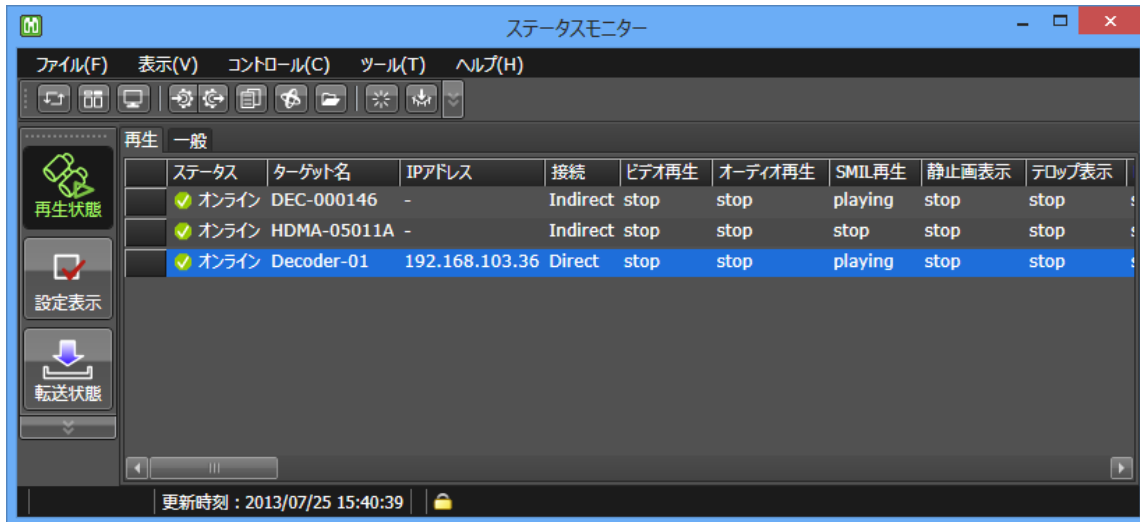 ステータスモニター
ファイル(F) 表示(V) コントロール(C) ツール(T) ヘルプ(H)
再生 一般
ステータス ターゲット名 IPアドレス 接続 ビデオ再生 オーディオ再生 SMIL再生 静止画表示 テロップ表示
オンライン DEC-000146 - Indirect stop stop playing stop stop
オンライン HDMA-05011A - Indirect stop stop stop stop stop
オンライン Decoder-01 192.168.103.36 Direct stop stop playing stop stop
再生状態
設定表示
転送状態
更新時刻：2013/07/25 15:40:39